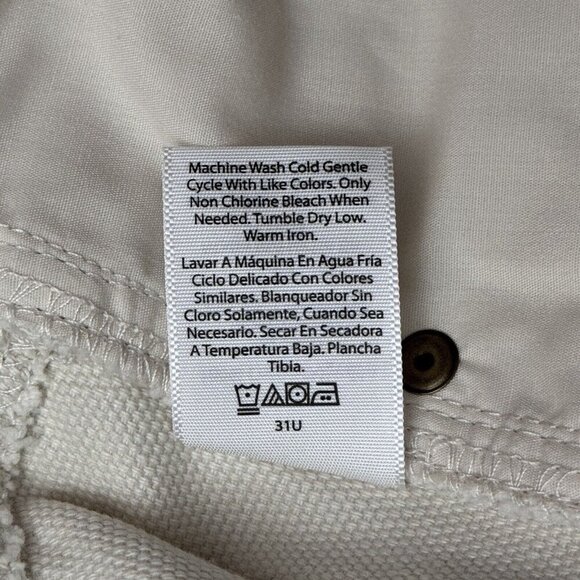 Machine Wash Cold Gentle
Cycle With Like Colors. Only
Non Chlorine Bleach When
Needed. Tumble Dry Low.
Warm Iron.
Lavar A Máquina En Agua Fría
Ciclo Delicado Con Colores
Similares. Blanqueador Sin
Cloro Solamente, Cuando Sea
Necesarlo. Secar En Secadora
A Temperatura Baja. Plancha
Tibia.
31U